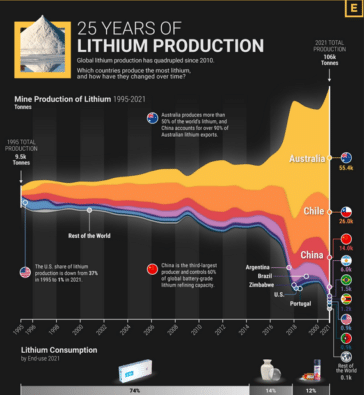 E
25 YEARS OF
LITHIUM PRODUCTION
Global lithium production has quadrupled since 2010.
Which countries produce the most lithium,
and how have they changed over time?
2021 TOTAL
PRODUCTION
106k
Tonnes
Mine Production of Lithium 1995-2021
Tonnes
Australia produces more than
50% of the world's lithium, and
China accounts for over 90% of
Australian lithium exports.
1995 TOTAL
PRODUCTION
9.5k
Tonnes
Australia
55.4k
Chile
26.0k
Rest of the World
China
14.0k
The U.S. share of lithium
production is down from 37%
in 1995 to 1% in 2021.
China is the third-largest
producer and controls 60%
of global battery-grade
lithium refining capacity.
Argentina
Brazil
Zimbabwe
U.S.
Portugal
6.0k
1.5k
0.9k
Rest of
the World
0.1k
1995
1996
1998
2000
2002
2004
2006
2008
2010
2012
2014
2016
2018
2020
2021
Lithium Consumption
by End-use 2021
74%
14%
12%